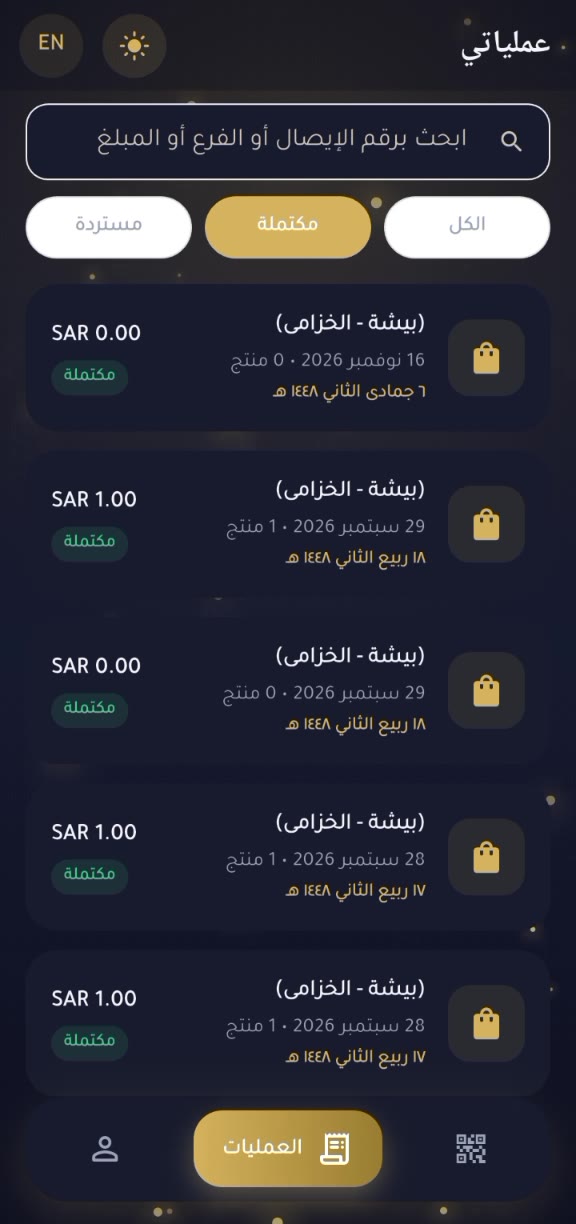 عملياتي
EN
ابحث برقم الإيصال أو الفرع أو المبلغ
الكل
مكتملة
مستردة
(بيشة - الخزامى)
16 نوفمبر 2026 • 0 منتج
٦ جمادى الثاني ١٤٤٨ هـ
SAR 0.00
مكتملة
(بيشة - الخزامى)
29 سبتمبر 2026 • 1 منتج
١٨ ربيع الثاني ١٤٤٨ هـ
SAR 1.00
مكتملة
(بيشة - الخزامى)
29 سبتمبر 2026 • 0 منتج
١٨ ربيع الثاني ١٤٤٨ هـ
SAR 0.00
مكتملة
(بيشة - الخزامى)
28 سبتمبر 2026 • 1 منتج
١٧ ربيع الثاني ١٤٤٨ هـ
SAR 1.00
مكتملة
(بيشة - الخزامى)
28 سبتمبر 2026 • 1 منتج
١٧ ربيع الثاني ١٤٤٨ هـ
SAR 1.00
مكتملة
العمليات